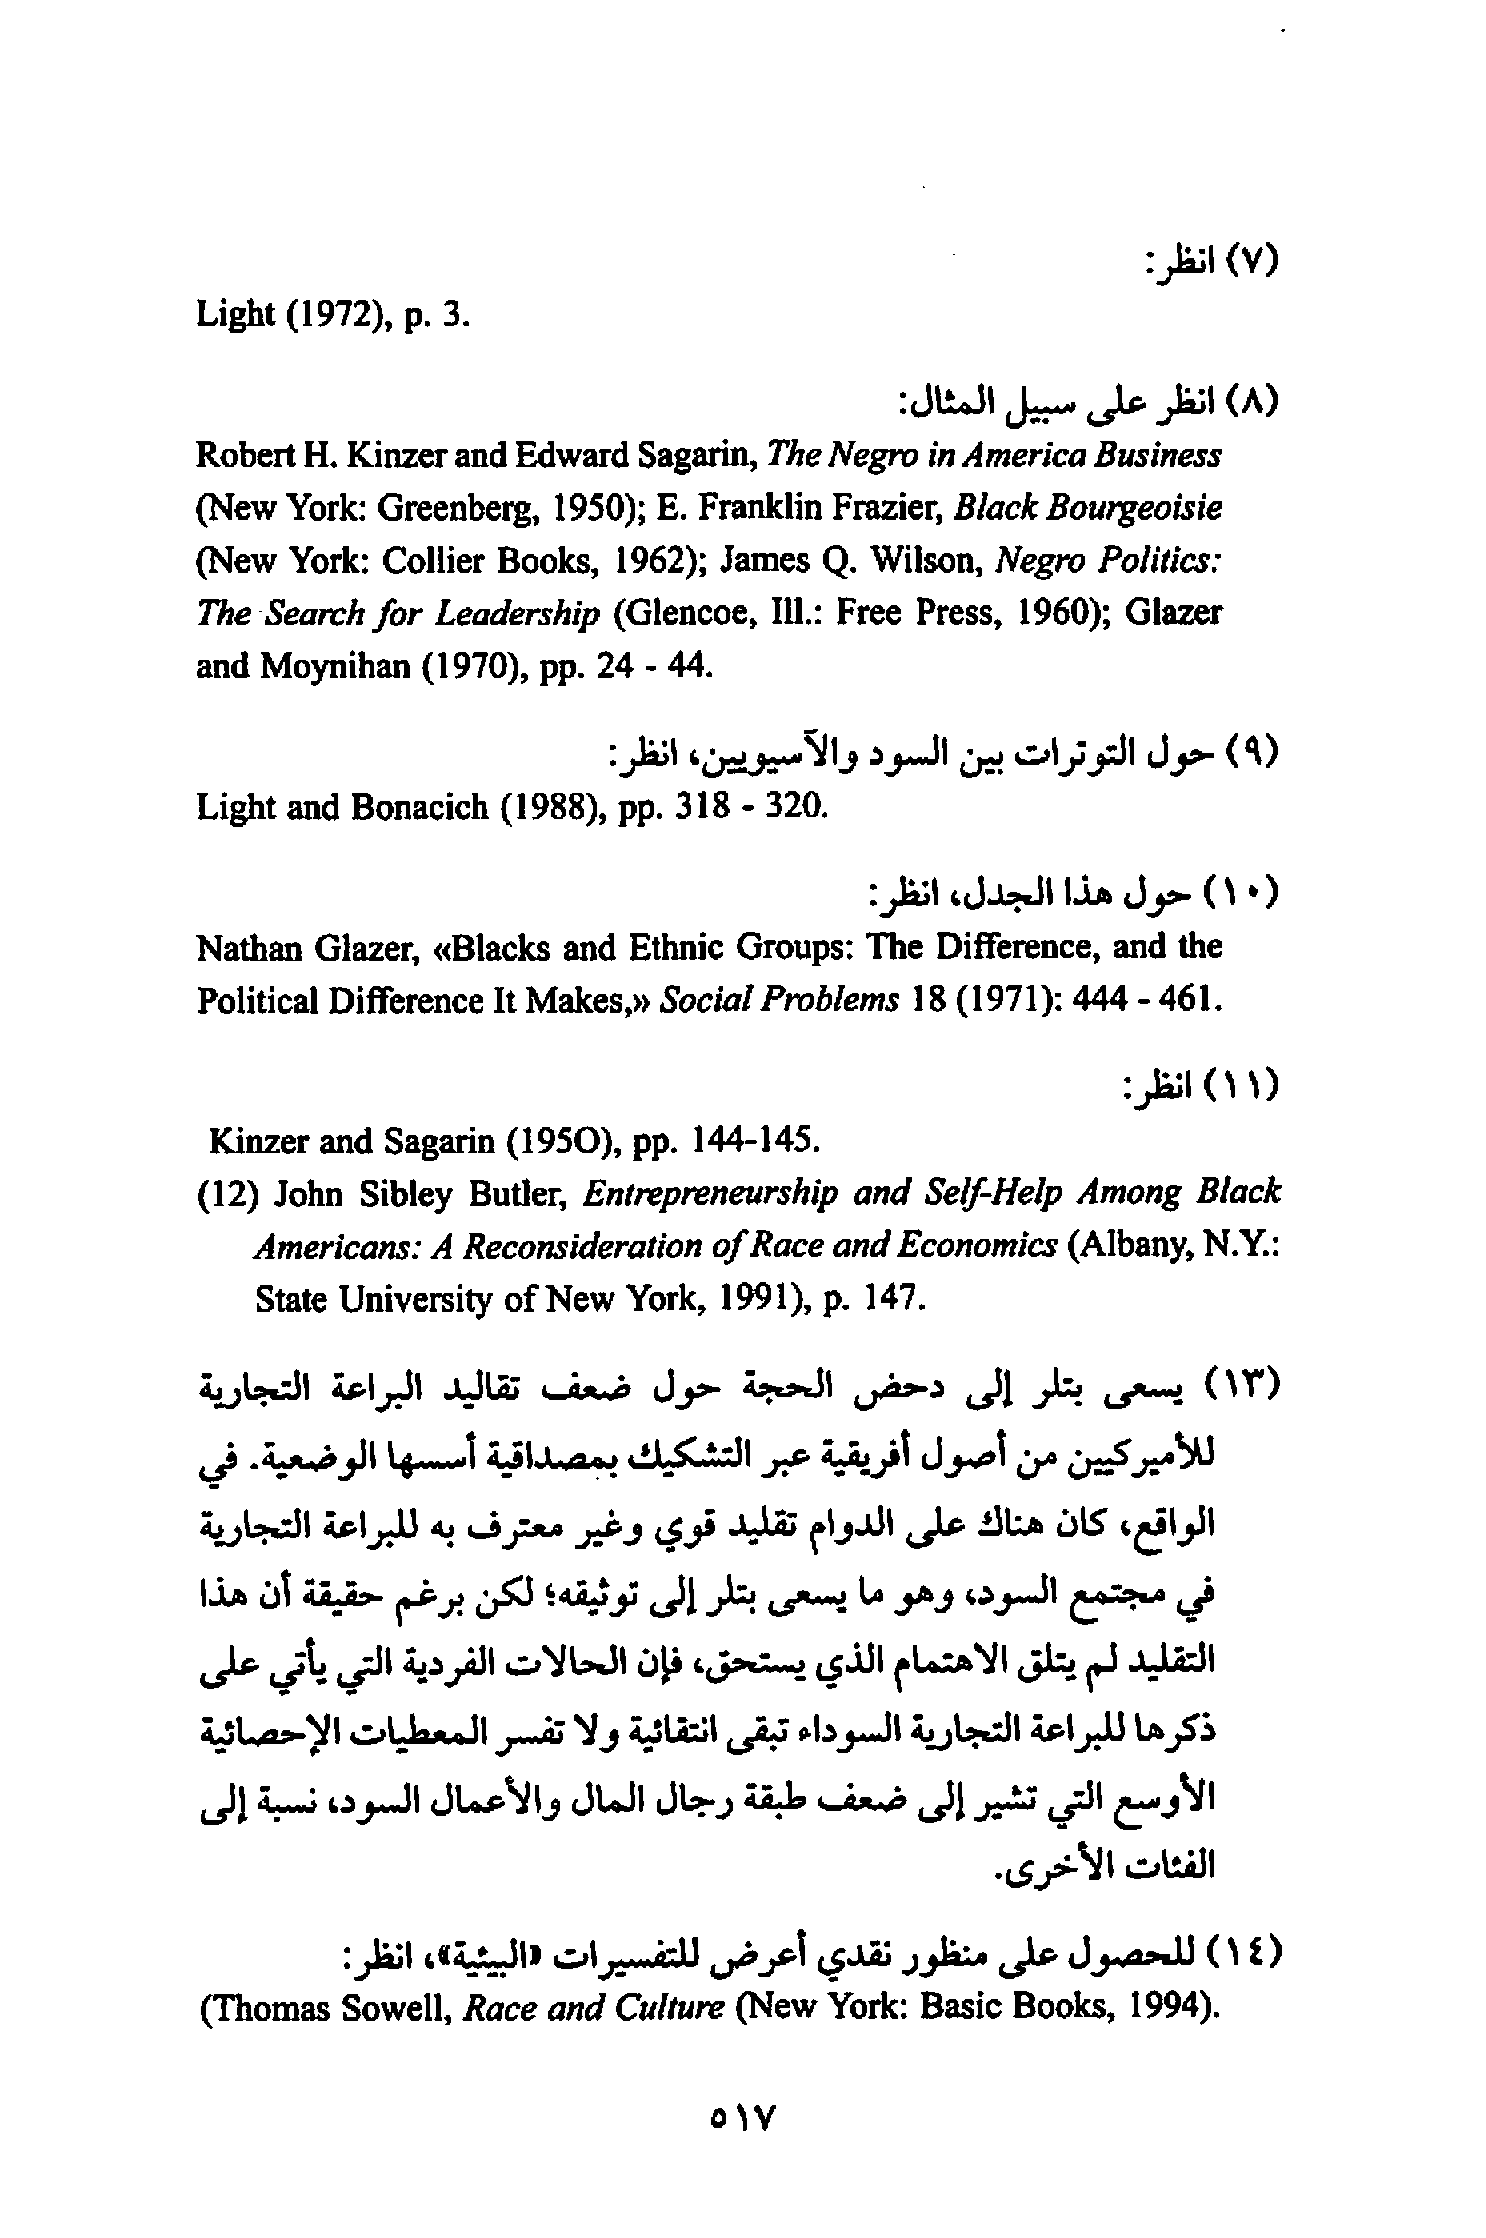 (٧) انظر:
Light (1972), p. 3.
(٨) انظر على سبيل المثال:
Robert H. Kinzer and Edward Sagarin, The Negro in America Business
(New York: Greenberg, 1950); E. Franklin Frazier, Black Bourgeoisie
(New York: Collier Books, 1962); James Q. Wilson, Negro Politics:
The Search for Leadership (Glencoe, Ill.: Free Press, 1960); Glazer
and Moynihan (1970), pp. 24 - 44.
(٩) حول التوترات بين السود والآسيويين، انظر:
Light and Bonacich (1988), pp. 318 - 320.
(١٠) حول هذا الجدل، انظر:
Nathan Glazer, «Blacks and Ethnic Groups: The Difference, and the
Political Difference It Makes,» Social Problems 18 (1971): 444 - 461.
(١١) انظر:
Kinzer and Sagarin (195O), pp. 144-145.
(12) John Sibley Butler, Entrepreneurship and Self-Help Among Black
Americans: A Reconsideration of Race and Economics (Albany, N.Y.:
State University of New York, 1991), p. 147.
(١٣) يسعى بتلر إلى دحض الحجة حول ضعف تقاليد البراعة التجارية
للأميركيين من أصول أفريقية عبر التشكيك بمصداقية أسسها الوضعية. في
الواقع، كان هناك على الدوام تقليد قوي وغير معترف به للبراعة التجارية
في مجتمع السود، وهو ما يسعى بتلر إلى توثيقه؛ لكن برغم حقيقة أن هذا
التقليد لم يتلق الاهتمام الذي يستحق، فإن الحالات الفردية التي يأتي على
ذكرها للبراعة التجارية السوداء تبقى انتقائية ولا تفسر المعطيات الإحصائية
الأوسع التي تشير إلى ضعف طبقة رجال المال والأعمال السود، نسبة إلى
الفئات الأخرى.
(١٤) للحصول على منظور نقدي أعرض للتفسيرات «البيئية»، انظر:
(Thomas Sowell, Race and Culture (New York: Basic Books, 1994).
٥١٧